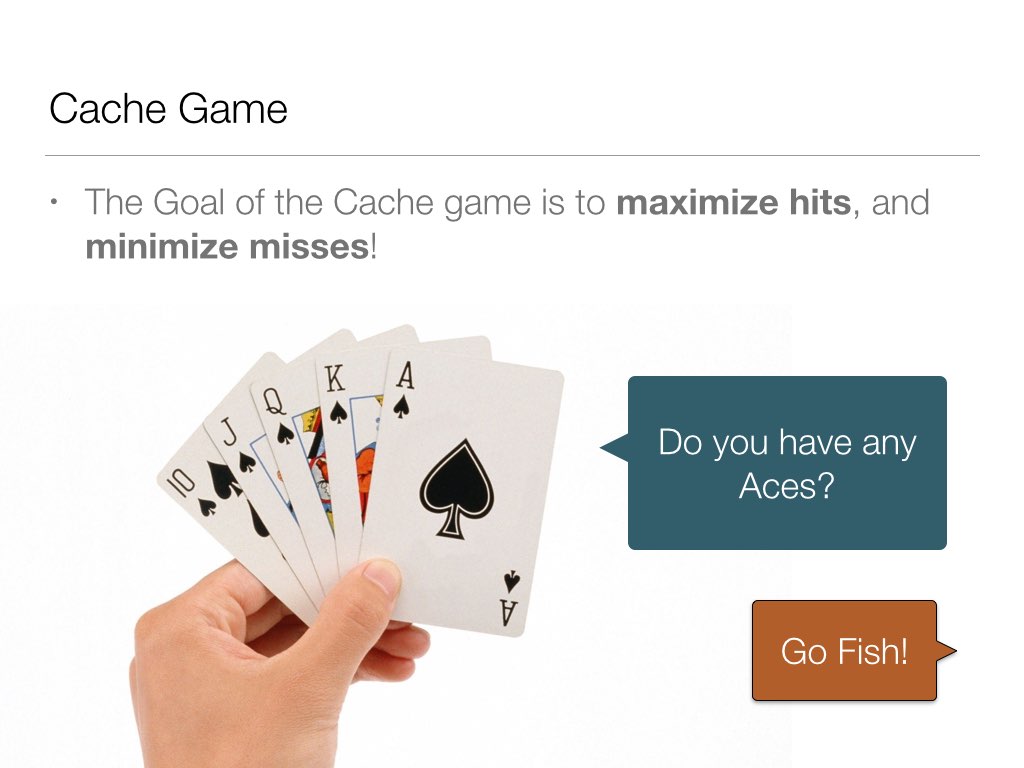 Cache Game
• The Goal of the Cache game is to maximize hits, and
minimize misses!
10
J
Q
K
A
A
Do you have any
Aces?
Go Fish!